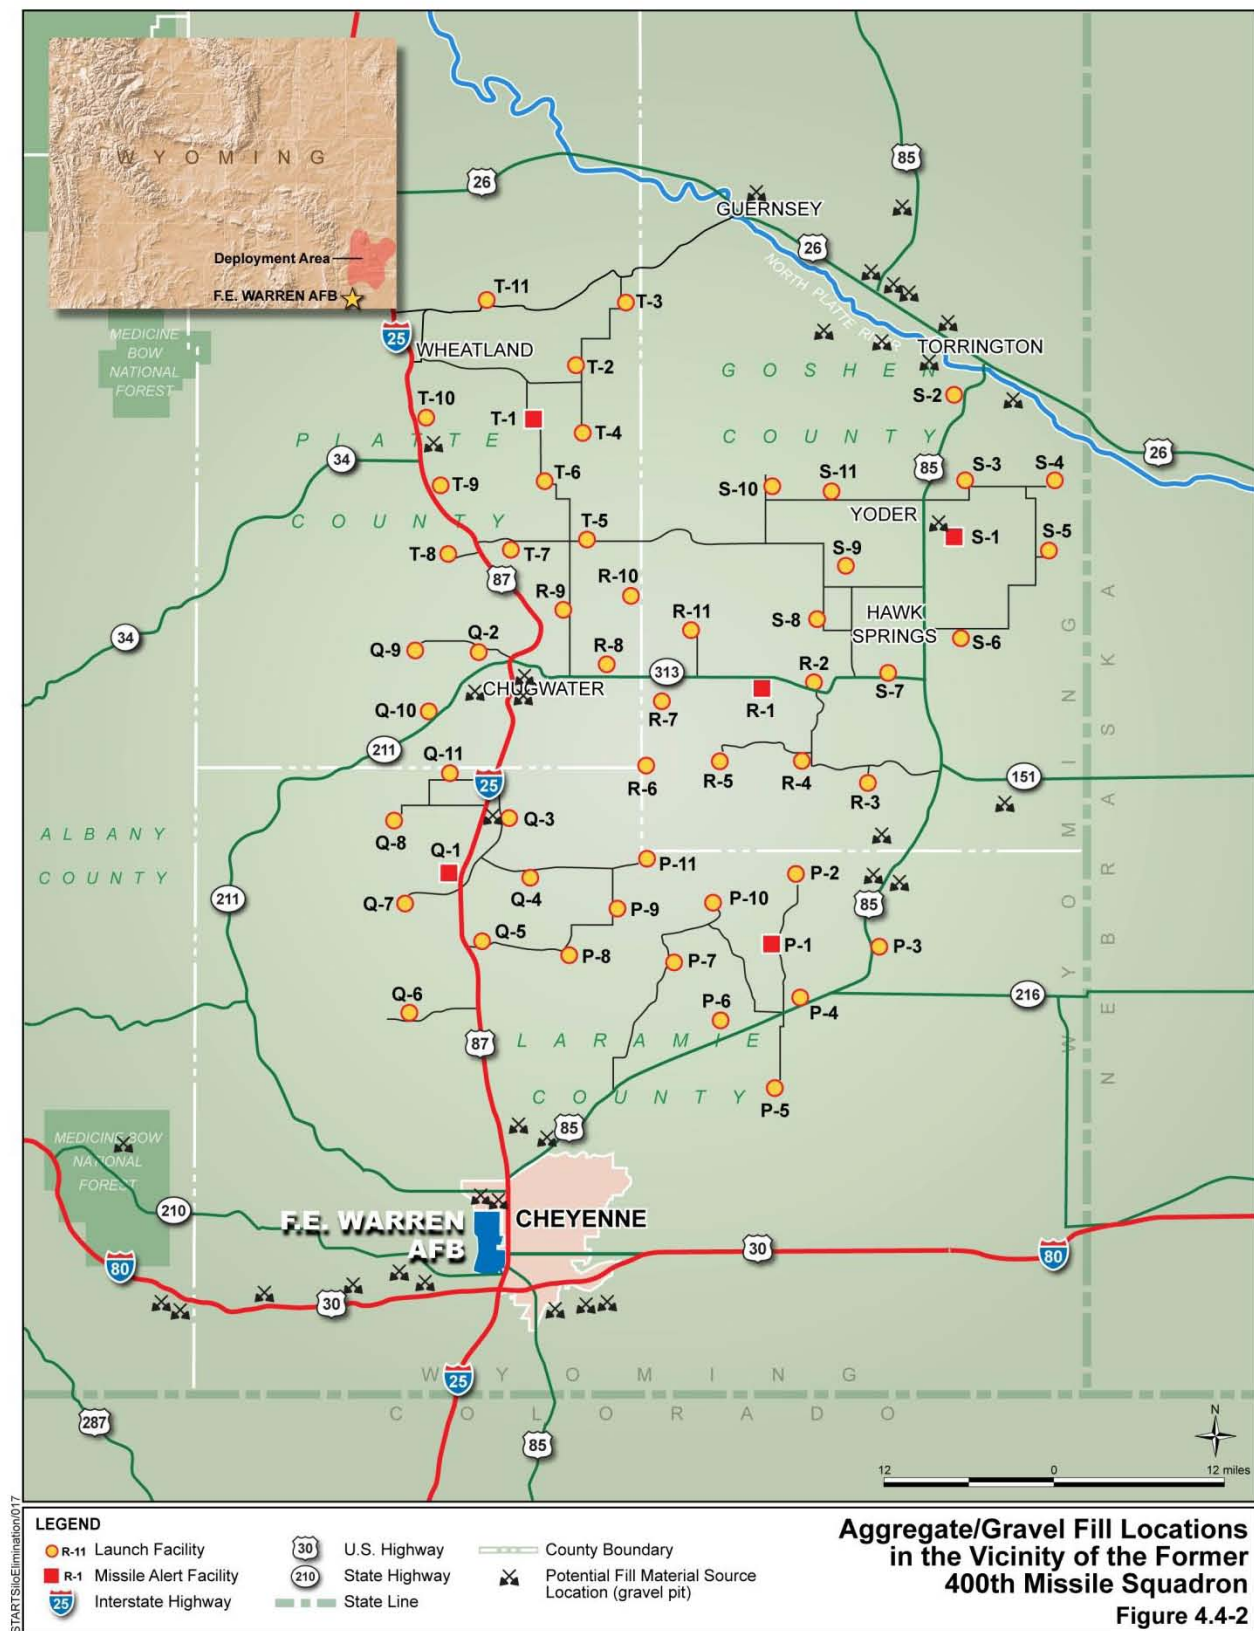 WYOMING
Deployment Area
F.E. WARREN AFB
26
85
GUERNSEY
26
NORTH PLATTE RIVER
T-11
T-3
25
WHEATLAND
MEDICINE
BOW
NATIONAL
FOREST
TORRINGTON
T-2
GOSHEN
COUNTY
S-2
T-10
T-1
T-4
PLATTE
COUNTY
34
26
85
T-9
T-6
S-10
S-11
S-3
S-4
YODER
S-1
S-5
T-8
T-7
T-5
S-9
87
R-9
R-10
R-11
S-8
HAWK
SPRINGS
S-6
34
Q-9
Q-2
R-8
313
R-2
S-7
CHUGWATER
R-7
R-1
Q-10
211
Q-11
25
R-6
R-5
R-4
R-3
151
Q-8
Q-3
ALBANY
COUNTY
Q-1
P-11
P-2
211
Q-7
Q-4
P-9
P-10
85
Q-5
P-8
P-7
P-1
P-3
Q-6
P-6
P-4
216
87
LARAMIE
COUNTY
P-5
WYOMING
NEBRASKA
85
MEDICINE BOW
NATIONAL
FOREST
210
F.E. WARREN
AFB
CHEYENNE
80
30
30
80
WYOMING
COLORADO
25
287
85
N
12
0
12 miles
STARTSiloElimination/017
LEGEND
R-11 Launch Facility
R-1 Missile Alert Facility
25 Interstate Highway
30 U.S. Highway
210 State Highway
State Line
County Boundary
Potential Fill Material Source
Location (gravel pit)
Aggregate/Gravel Fill Locations
in the Vicinity of the Former
400th Missile Squadron
Figure 4.4-2